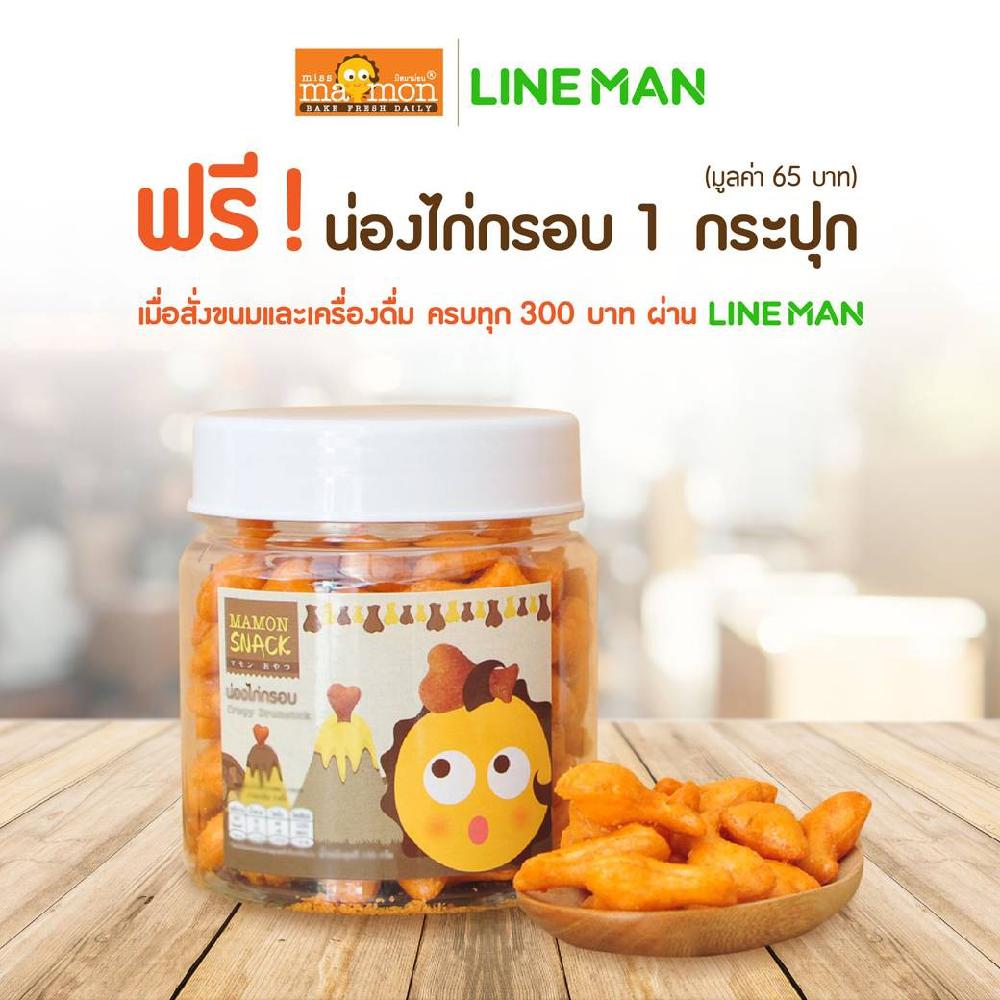 miss มิสมาม่อน®
mamon
BAKE FRESH DAILY
LINE MAN
(มูลค่า 65 บาท)
ฟรี! น่องไก่กรอบ 1 กระปุก
เมื่อสั่งขนมและเครื่องดื่ม ครบทุก 300 บาท ผ่าน LINE MAN
MAMON
SNACK
マモン おやつ
น่องไก่กรอบ
Crispy Drumstick